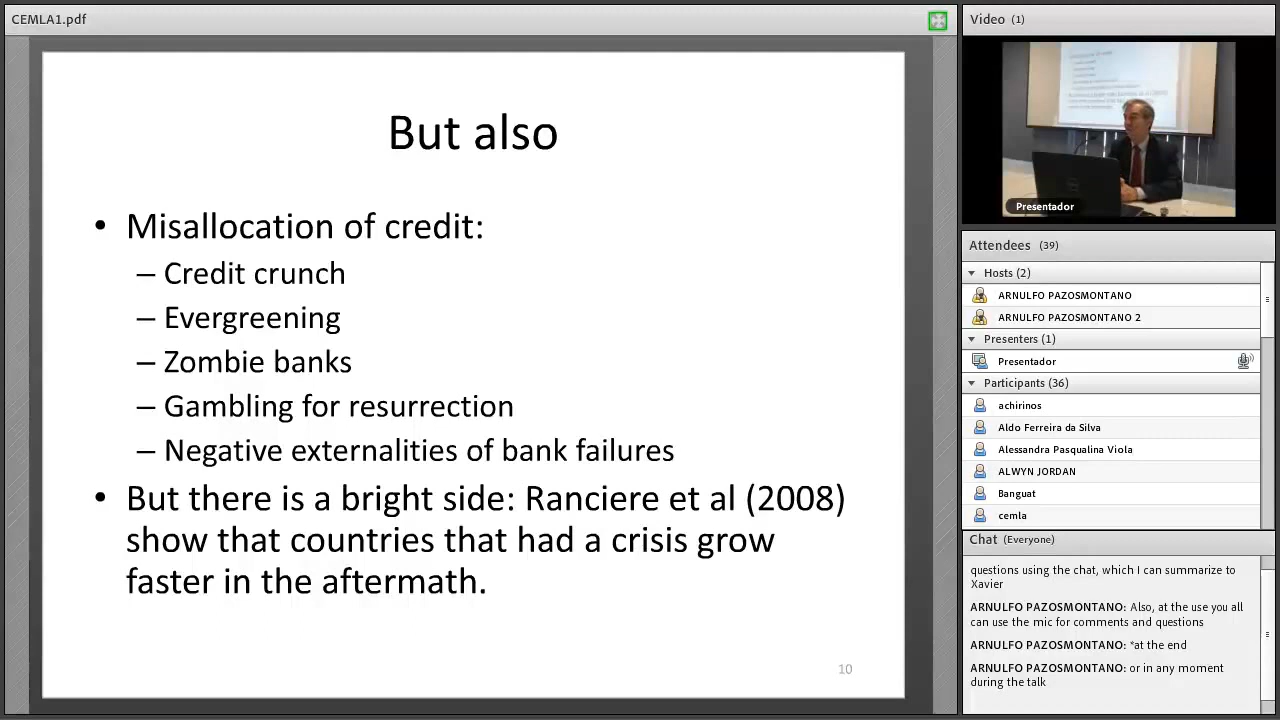 CEMLA1.pdf
But also
• Misallocation of credit:
– Credit crunch
– Evergreening
– Zombie banks
– Gambling for resurrection
– Negative externalities of bank failures
• But there is a bright side: Ranciere et al (2008)
show that countries that had a crisis grow
faster in the aftermath.
10
Video (1)
Presentador
Attendees (39)
Hosts (2)
ARNULFO PAZOSMONTANO
ARNULFO PAZOSMONTANO 2
Presenters (1)
Presentador
Participants (36)
achirinos
Aldo Ferreira da Silva
Alessandra Pasqualina Viola
ALWYN JORDAN
Banguat
cemla
Chat (Everyone)
questions using the chat, which I can summarize to
Xavier
ARNULFO PAZOSMONTANO: Also, at the use you all
can use the mic for comments and questions
ARNULFO PAZOSMONTANO: *at the end
ARNULFO PAZOSMONTANO: or in any moment
during the talk